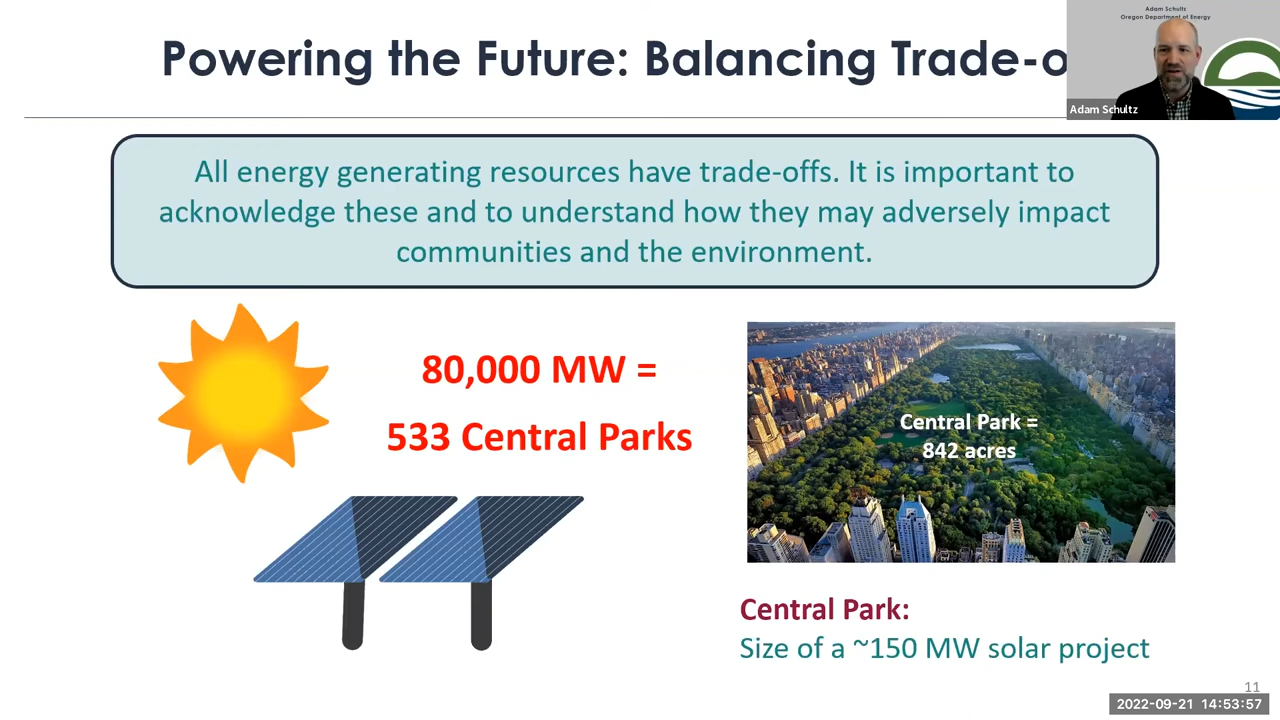 Powering the Future: Balancing Trade-o
Adam Schultz
Oregon Department of Energy
Adam Schultz
All energy generating resources have trade-offs. It is important to
acknowledge these and to understand how they may adversely impact
communities and the environment.
80,000 MW =
533 Central Parks
Central Park =
842 acres
Central Park:
Size of a ~150 MW solar project
11
2022-09-21 14:53:57